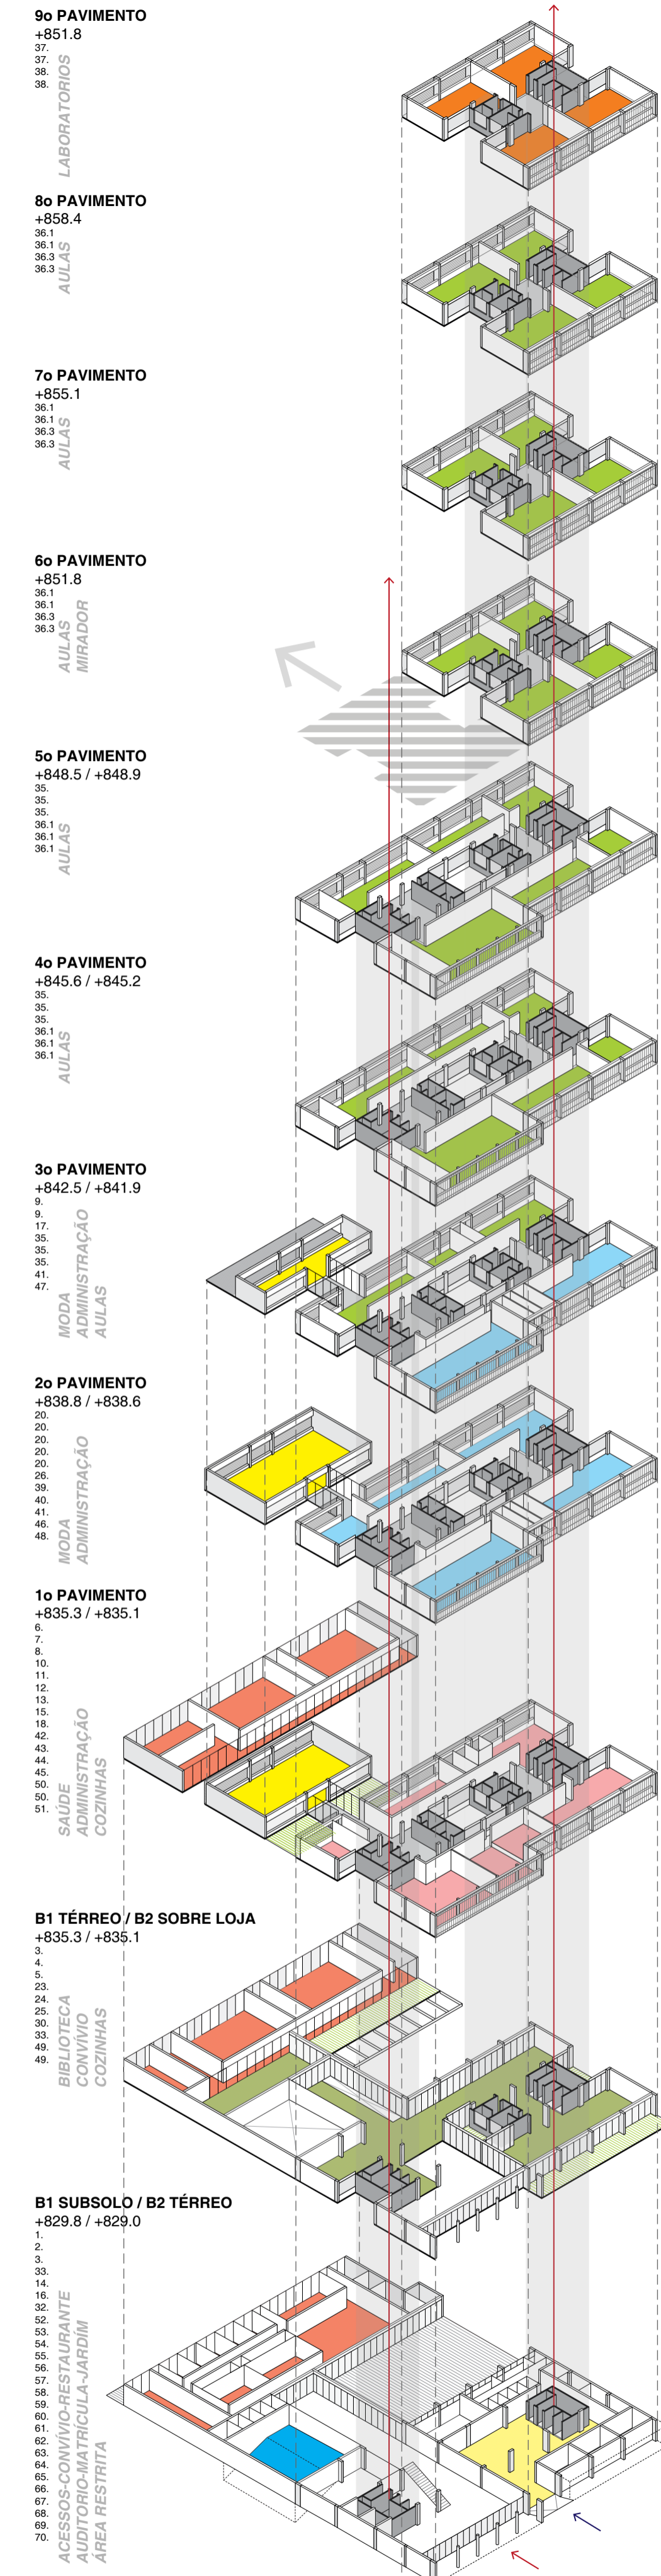 9o PAVIMENTO
+851.8
37.
37.
38.
38.
LABORATORIOS
8o PAVIMENTO
+858.4
36.1
36.1
36.3
36.3
AULAS
7o PAVIMENTO
+855.1
36.1
36.1
36.3
36.3
AULAS
6o PAVIMENTO
+851.8
36.1
36.1
36.3
36.3
AULAS
MIRADOR
5o PAVIMENTO
+848.5 / +848.9
35.
35.
35.
36.1
36.1
36.1
AULAS
4o PAVIMENTO
+845.6 / +845.2
35.
35.
35.
36.1
36.1
36.1
AULAS
3o PAVIMENTO
+842.5 / +841.9
9.
9.
17.
35.
35.
35.
41.
47.
MODA
ADMINISTRAÇÃO
AULAS
2o PAVIMENTO
+838.8 / +838.6
20.
20.
20.
20.
20.
26.
39.
40.
41.
46.
48.
MODA
ADMINISTRAÇÃO
1o PAVIMENTO
+835.3 / +835.1
6.
7.
8.
10.
11.
12.
13.
15.
18.
42.
43.
44.
45.
50.
50.
51.
SAÚDE
ADMINISTRAÇÃO
COZINHAS
B1 TÉRREO / B2 SOBRE LOJA
+835.3 / +835.1
3.
4.
5.
23.
24.
25.
30.
33.
49.
49.
BIBLIOTECA
CONVÍVIO
COZINHAS
B1 SUBSOLO / B2 TÉRREO
+829.8 / +829.0
1.
2.
3.
33.
14.
16.
32.
52.
53.
54.
55.
56.
57.
58.
59.
60.
61.
62.
63.
64.
65.
66.
67.
68.
69.
70.
ACESSOS-CONVÍVIO-RESTAURANTE
AUDITORIO-MATRÍCULA-JARDÍM
ÁREA RESTRITA